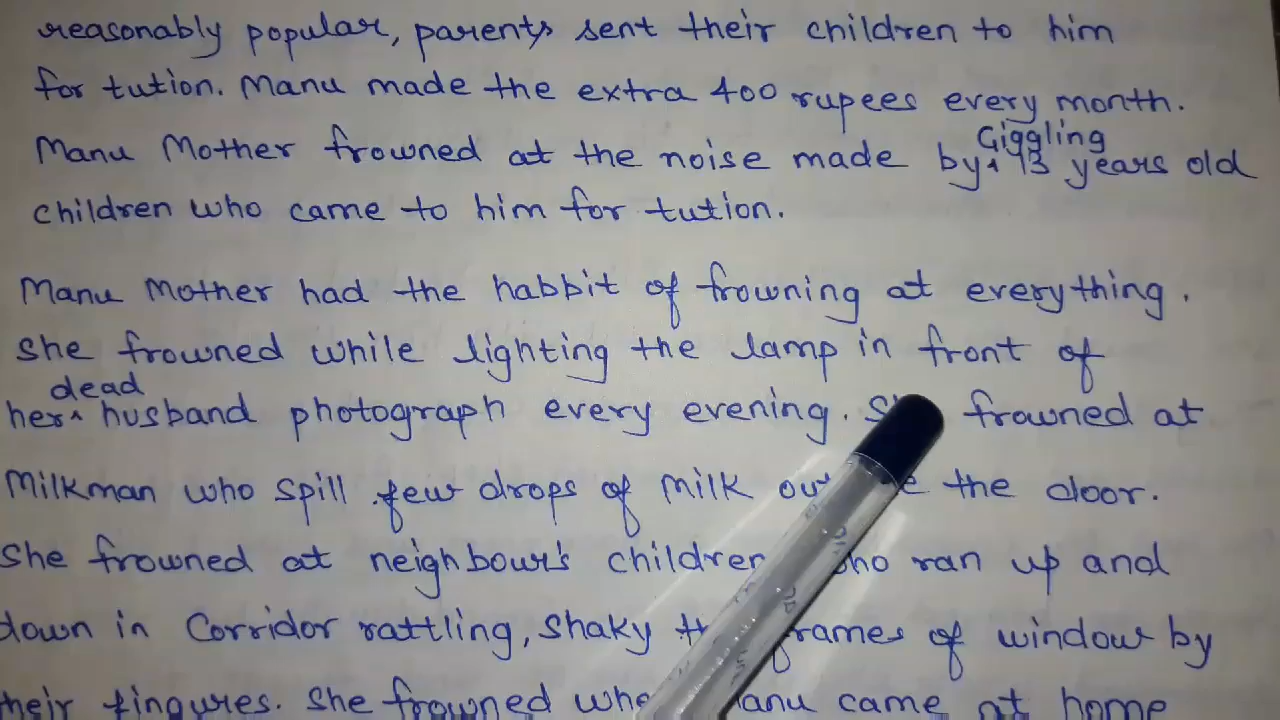 reasonably popular, parents sent their children to him
for tution. Manu made the extra 400 rupees every month.
Manu Mother frowned at the noise made by Giggling 13 years old
children who came to him for tution.
Manu Mother had the habbit of frowning at everything.
She frowned while lighting the lamp in front of
her dead husband photograph every evening. frowned at
Milkman who spill few drops of Milk the door.
She frowned at neighbour's children who ran up and
down in Corridor rattling, shaky frames of window by
their fingures. She frowned Manu came at home